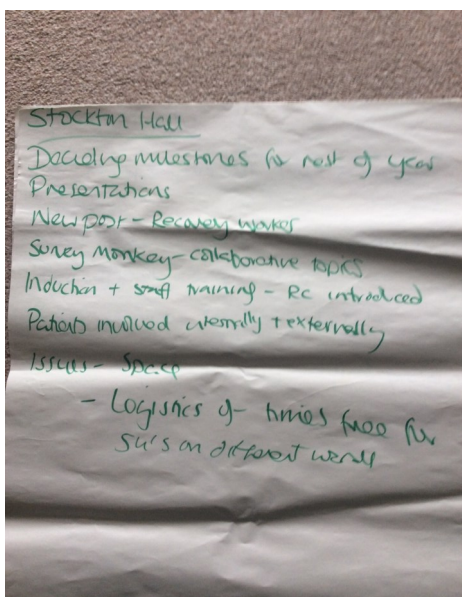 Stockton Hall
Deciding milestones for rest of year
Presentations
New post - Recovery worker
Survey monkey - collaborative topics
Induction + staff training - RC introduced
Patients involved internally + externally
Issues - Space
- Logistics of times free for
SU's on different wards